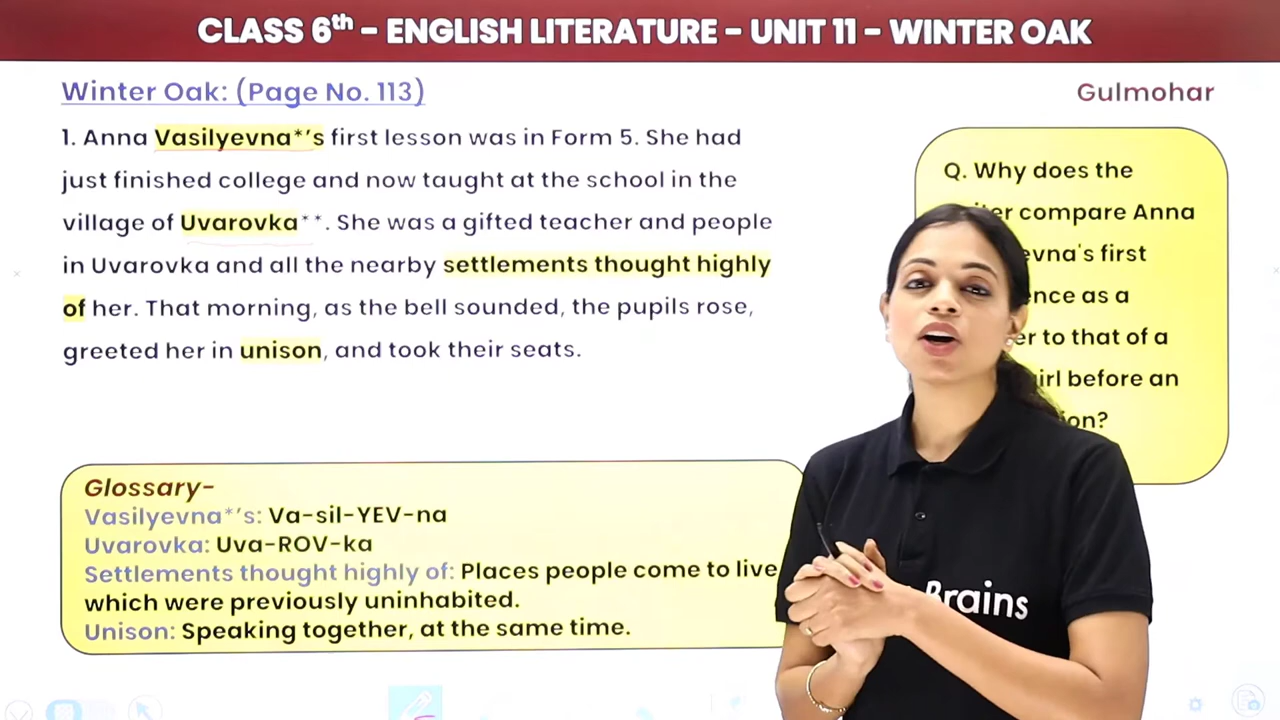 CLASS 6th - ENGLISH LITERATURE - UNIT 11 - WINTER OAK
Winter Oak: (Page No. 113)
Gulmohar
1. Anna Vasilyevna*'s first lesson was in Form 5. She had
just finished college and now taught at the school in the
village of Uvarovka**. She was a gifted teacher and people
in Uvarovka and all the nearby settlements thought highly
of her. That morning, as the bell sounded, the pupils rose,
greeted her in unison, and took their seats.
Q. Why does the
compare Anna
first
as a
to that of a
before an
Glossary-
Vasilyevna*'s: Va-sil-YEV-na
Uvarovka: Uva-ROV-ka
Settlements thought highly of: Places people come to live
which were previously uninhabited.
Unison: Speaking together, at the same time.
Brains